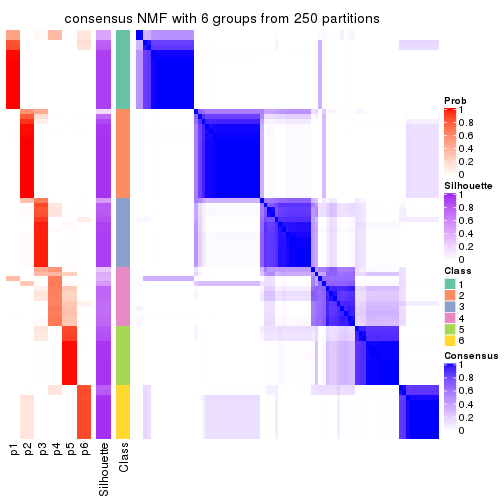 consensus NMF with 6 groups from 250 partitions
Prob
1
0.8
0.6
0.4
0.2
0
Silhouette
1
0.8
0.6
0.4
0.2
0
Class
1
2
3
4
5
6
Consensus
1
0.8
0.6
0.4
0.2
0
p1
p2
p3
p4
p5
p6
Silhouette
Class